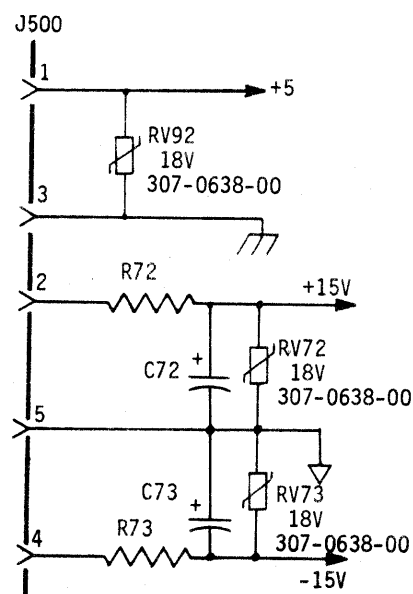 J500
1
+5
RV92
18V
307-0638-00
3
2
R72
+15V
C72
+
RV72
18V
307-0638-00
5
C73
+
RV73
18V
307-0638-00
4
R73
-15V